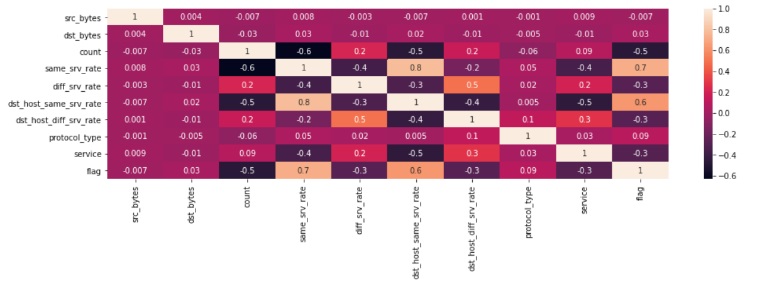 src_bytes 1 0.004 -0.007 0.008 -0.003 -0.007 0.001 -0.001 0.009 -0.007
dst_bytes 0.004 1 -0.03 0.03 -0.01 0.02 -0.01 -0.005 -0.01 0.03
count -0.007 -0.03 1 -0.6 0.2 -0.5 0.2 -0.06 0.09 -0.5
same_srv_rate 0.008 0.03 -0.6 1 -0.4 0.8 -0.2 0.05 -0.4 0.7
diff_srv_rate -0.003 -0.01 0.2 -0.4 1 -0.3 0.5 0.02 0.2 -0.3
dst_host_same_srv_rate -0.007 0.02 -0.5 0.8 -0.3 1 -0.4 0.005 -0.5 0.6
dst_host_diff_srv_rate 0.001 -0.01 0.2 -0.2 0.5 -0.4 1 0.1 0.3 -0.3
protocol_type -0.001 -0.005 -0.06 0.05 0.02 0.005 0.1 1 0.03 0.09
service 0.009 -0.01 0.09 -0.4 0.2 -0.5 0.3 0.03 1 -0.3
flag -0.007 0.03 -0.5 0.7 -0.3 0.6 -0.3 0.09 -0.3 1
src_bytes
dst_bytes
count
same_srv_rate
diff_srv_rate
dst_host_same_srv_rate
dst_host_diff_srv_rate
protocol_type
service
flag
1.0
0.8
0.6
0.4
0.2
0.0
-0.2
-0.4
-0.6